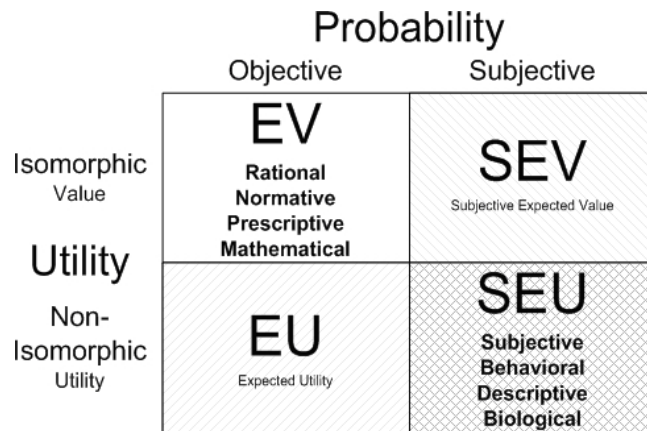 Probability
Objective
Subjective
Isomorphic
Value
EV
Rational
Normative
Prescriptive
Mathematical
SEV
Subjective Expected Value
Utility
Non-
Isomorphic
Utility
EU
Expected Utility
SEU
Subjective
Behavioral
Descriptive
Biological